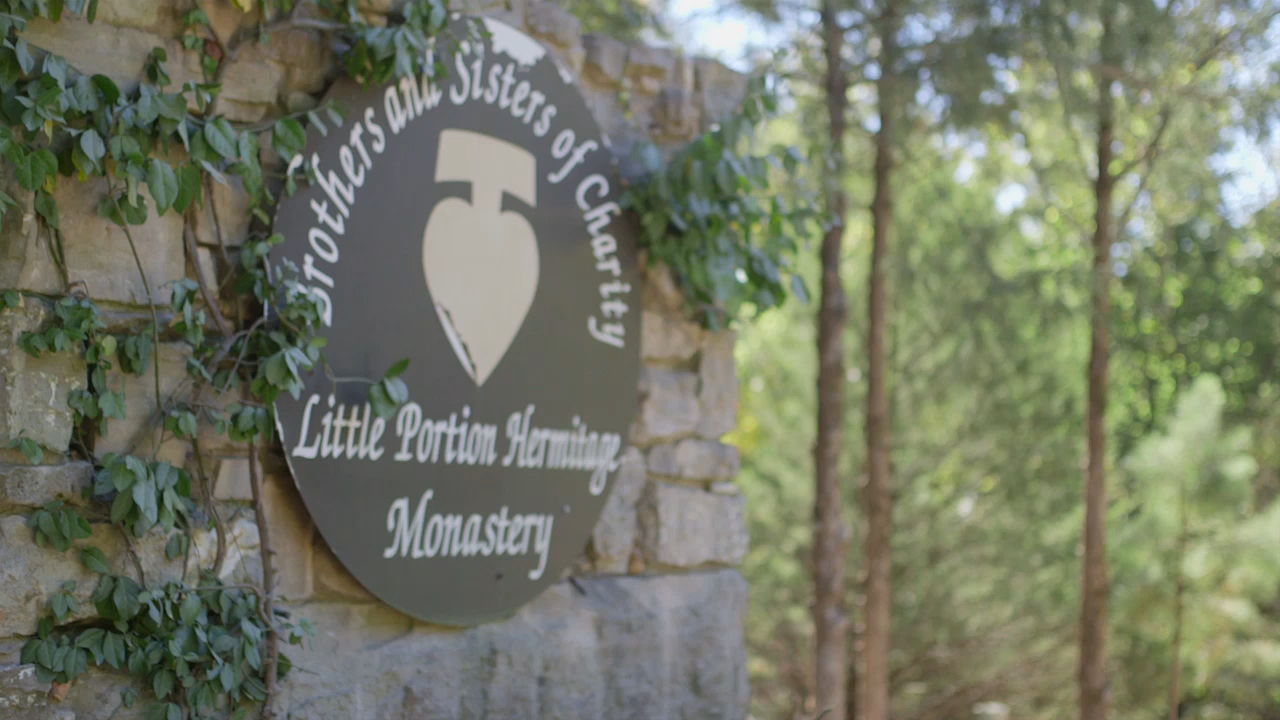 Brothers and Sisters of Charity
Little Portion Hermitage
Monastery